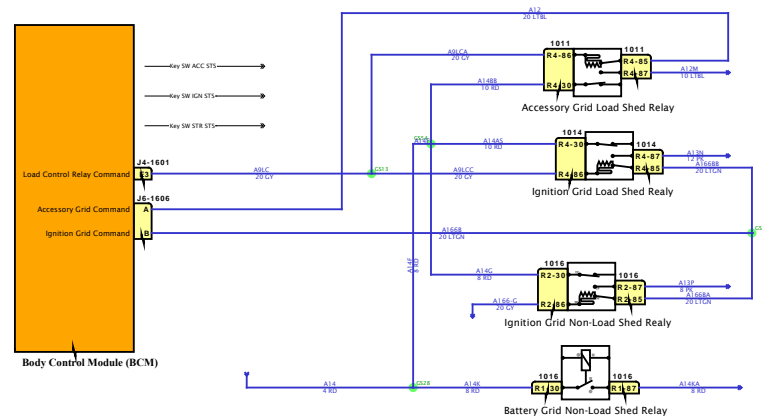 A12
20 LTBL
Key SW ACC STS
Key SW IGN STS
Key SW STR STS
J4-1601
Load Control Relay Command
E3
J6-1606
Accessory Grid Command
A
Ignition Grid Command
B
Body Control Module (BCM)
A9LC
20 GY
GS13
A9LCA
20 GY
1011
R4-86
R4-30
1011
R4-85
R4-87
A12M
10 LTBL
A14BB
10 RD
Accessory Grid Load Shed Relay
GS54
A14AS
10 RD
1014
R4-30
R4-86
1014
R4-87
R4-85
A13N
12 PK
A166BB
20 LTGN
A9LCC
20 GY
Ignition Grid Load Shed Realy
A166B
20 LTGN
GS
A14F
8 RD
A14G
8 RD
1016
R2-30
R2-86
1016
R2-87
R2-85
A13P
8 PK
A166BA
20 LTGN
A166-G
20 GY
Ignition Grid Non-Load Shed Realy
A14
4 RD
GS28
A14K
8 RD
1016
R1-30
1016
R1-87
A14KA
8 RD
Battery Grid Non-Load Shed Relay